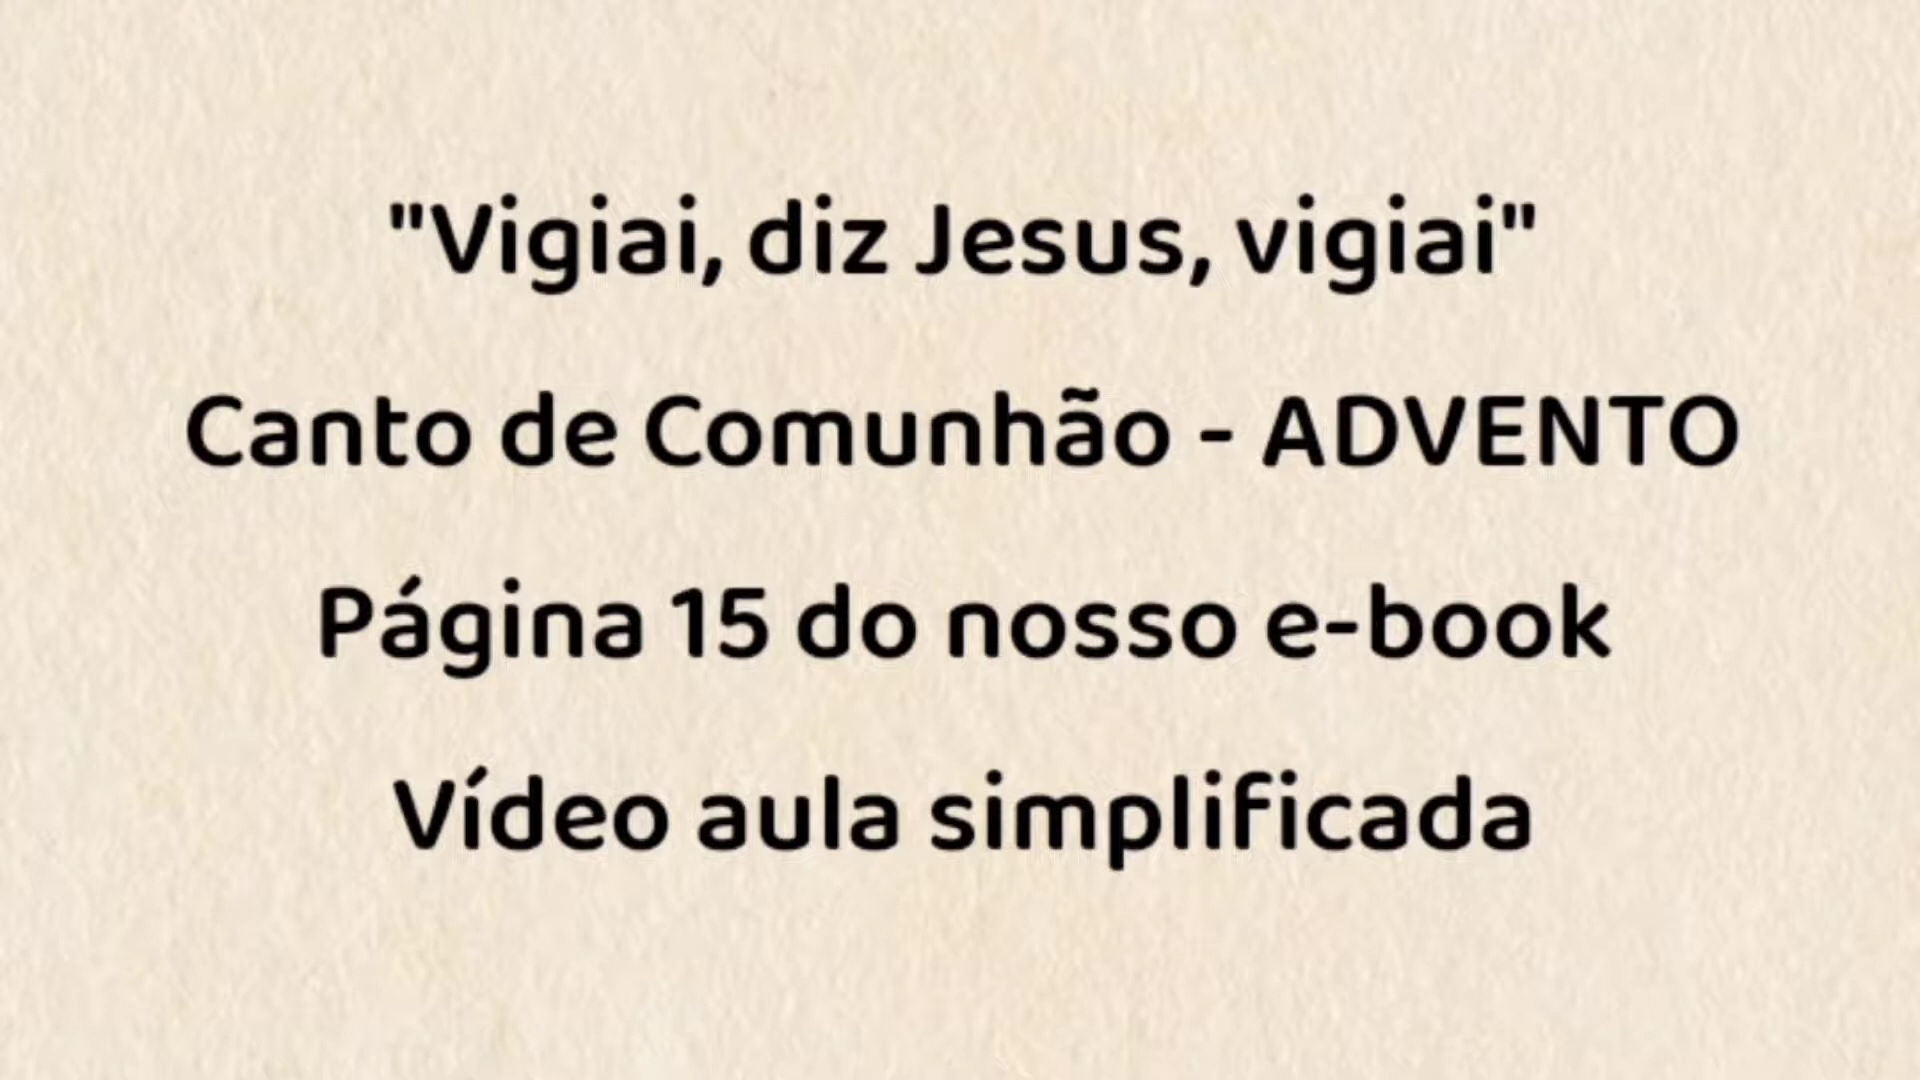 "Vigiai, diz Jesus, vigiai"
Canto de Comunhão - ADVENTO
Página 15 do nosso e-book
Vídeo aula simplificada